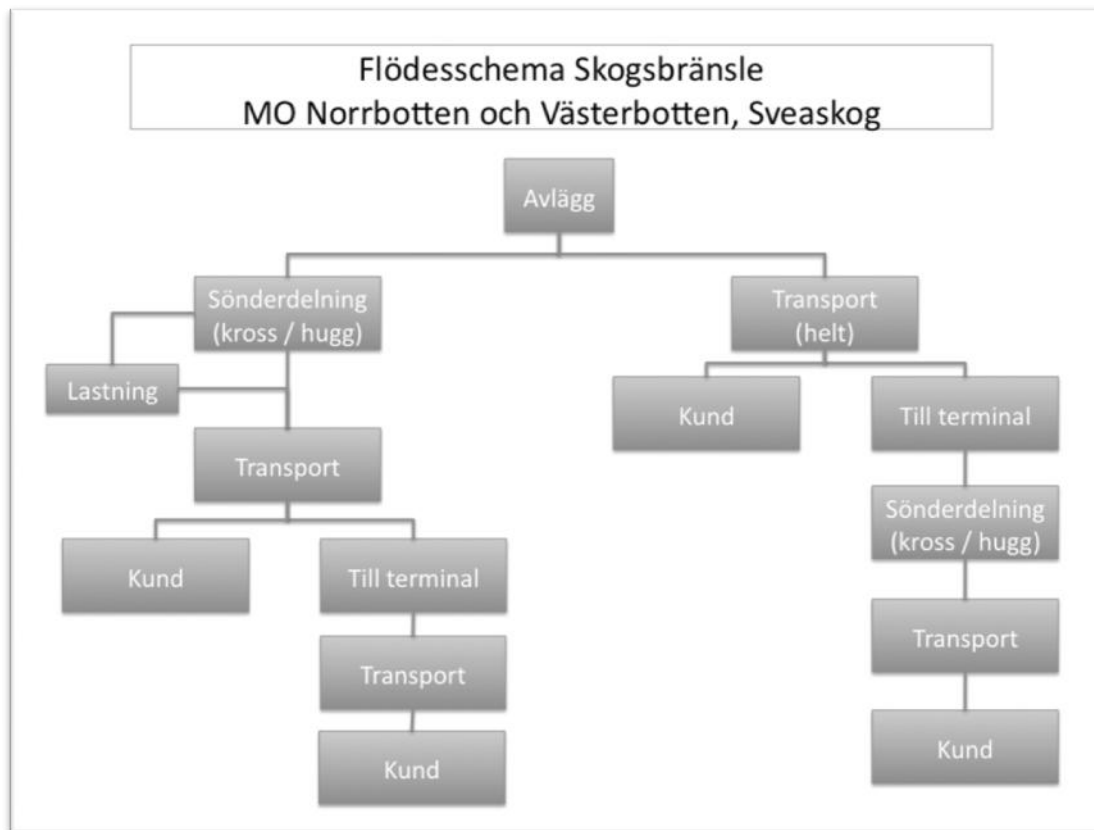 Flödesschema Skogsbränsle
MO Norrbotten och Västerbotten, Sveaskog
Avlägg
Sönderdelning
(kross / hugg)
Transport
(helt)
Lastning
Kund
Till terminal
Transport
Sönderdelning
(kross / hugg)
Kund
Till terminal
Transport
Transport
Kund
Kund